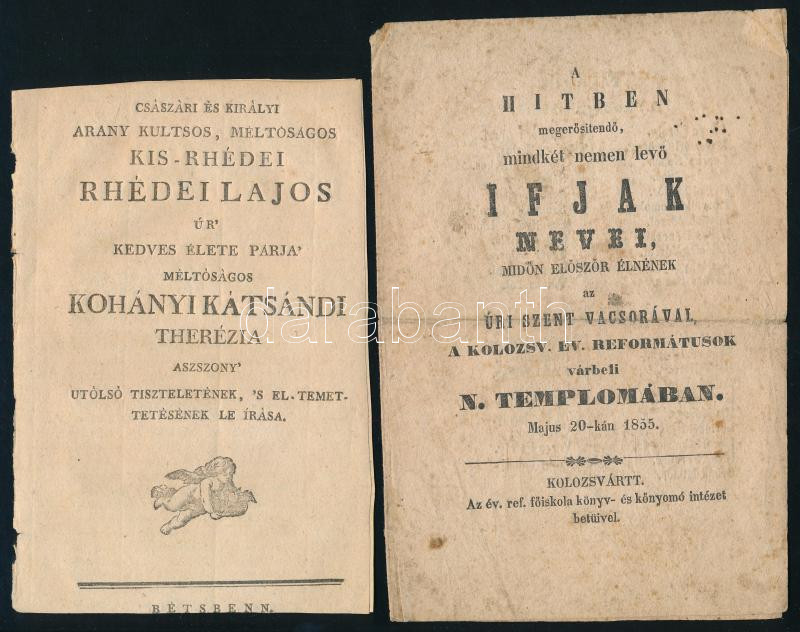 CSÁSZÁRI ÉS KIRÁLYI
ARANY KULTSOS, MÉLTÓSÁGOS
KIS-RHÉDEI
RHÉDEI LAJOS
ÚR'
KEDVES ÉLETE PÁRJA'
MÉLTÓSÁGOS
KOHÁNYI KÁTSÁNDI
THERÉZIA
ASZSZONY'
UTÓLSÓ TISZTELETÉNEK, 'S EL-TEMET-
TETÉSÉNEK LE ÍRÁSA.
BÉTSBENN.
A
HITBEN
megerősitendő,
mindkét nemen levő
IFJAK
NEVEI,
MIDŐN ELŐSZÖR ÉLNÉNEK
az
ÚRI SZENT VACSORÁVAL,
A KOLOZSV. EV. REFORMÁTUSOK
várbeli
N. TEMPLOMÁBAN.
Majus 20-kán 1855.
KOLOZSVÁRTT.
Az év. ref. főiskola könyv- és kőnyomó intézet
betüivel.
darabanth